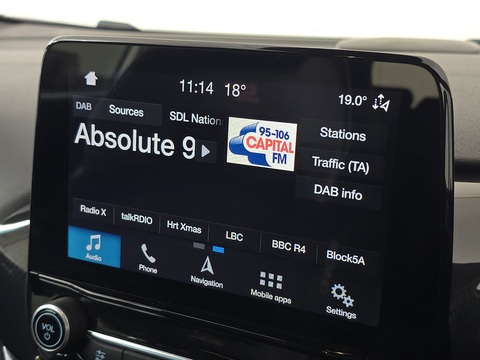 11:14 18°
19.0°
DAB Sources SDL Nation
Absolute 9
95-106
CAPITAL
FM
Stations
Traffic (TA)
DAB info
Radio X talkRDIO Hrt Xmas LBC BBC R4 Block5A
Audio Phone Navigation Mobile apps Settings
VOL